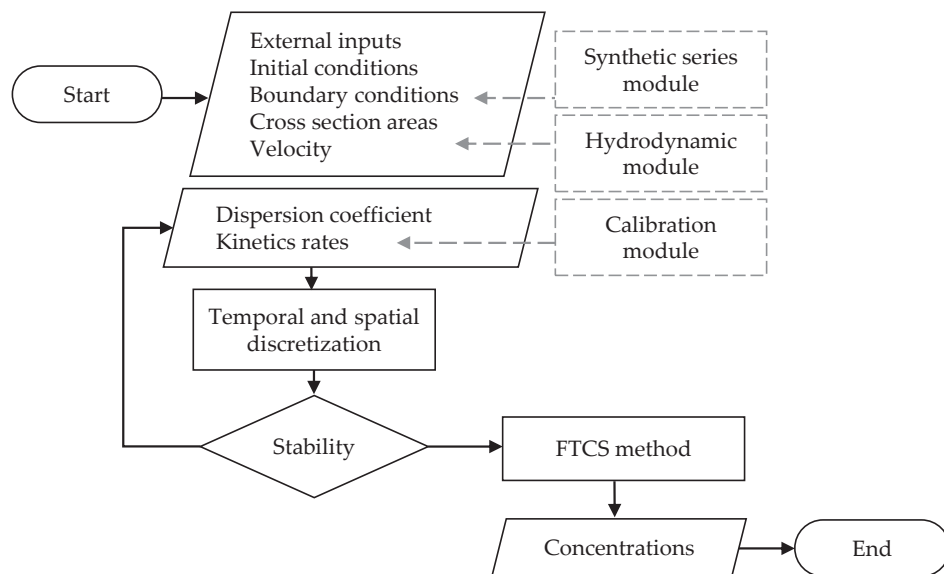 Start
External inputs
Initial conditions
Boundary conditions
Cross section areas
Velocity
Synthetic series
module
Hydrodynamic
module
Dispersion coefficient
Kinetics rates
Calibration
module
Temporal and spatial
discretization
Stability
FTCS method
Concentrations
End